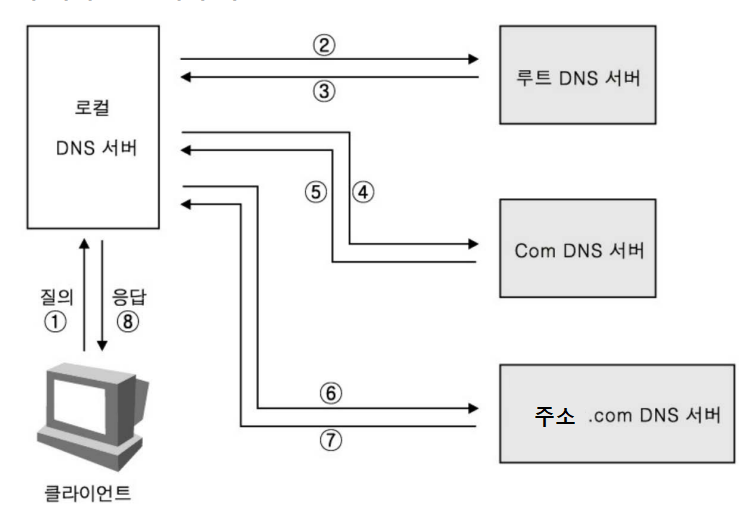 ②
루트 DNS 서버
③
로컬
DNS 서버
⑤
④
Com DNS 서버
질의
①
응답
⑧
⑥
주소 .com DNS 서버
⑦
클라이언트